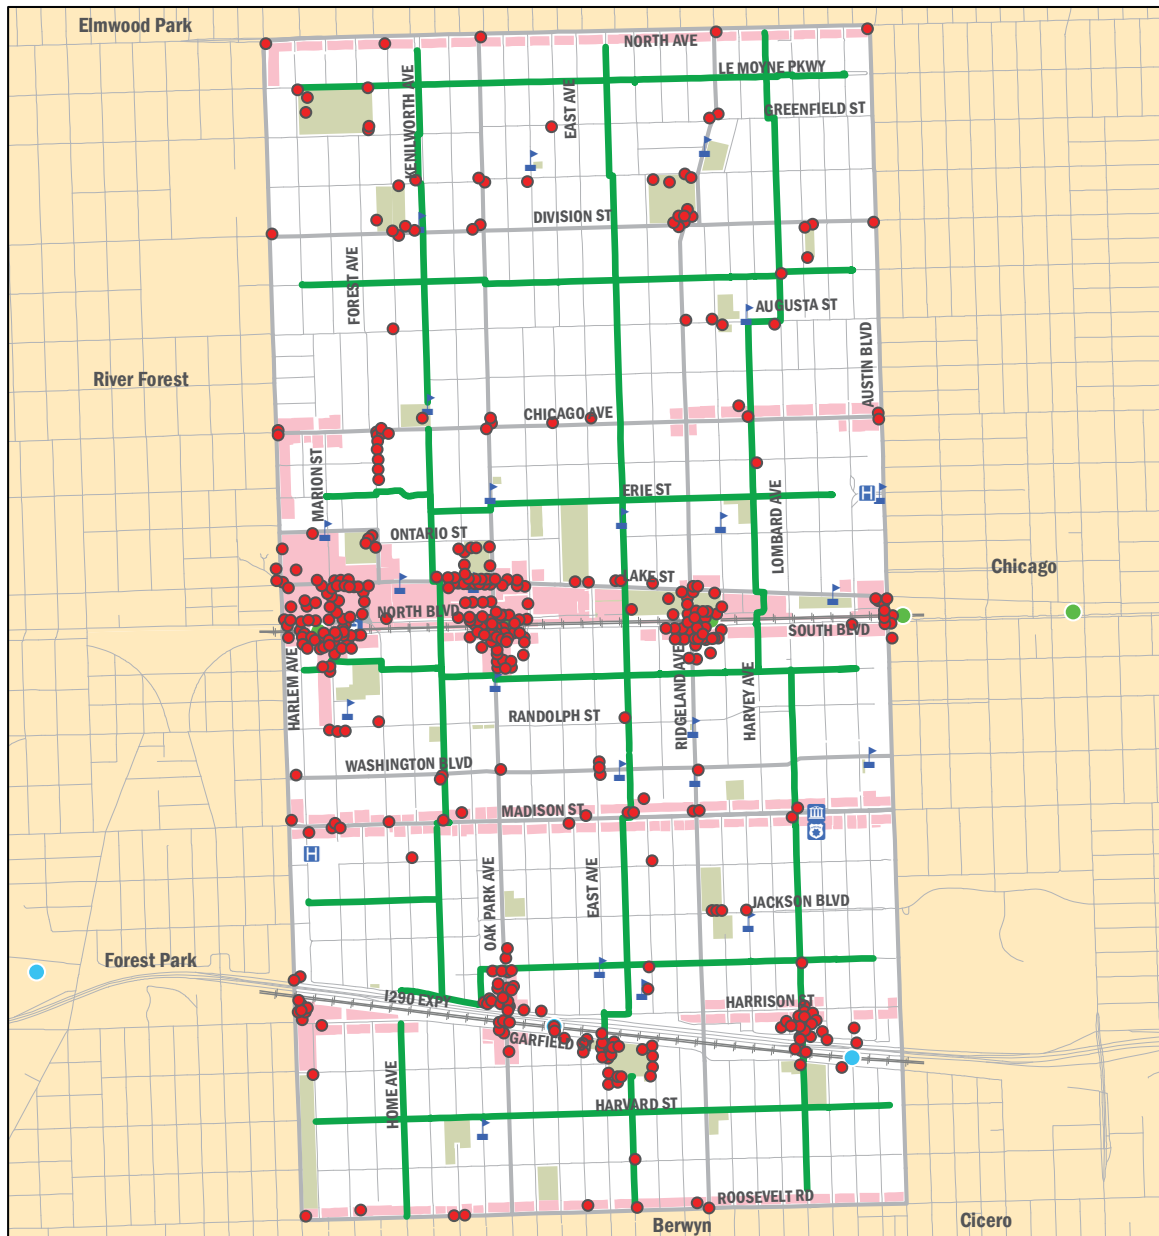 Elmwood Park
NORTH AVE
LE MOYNE PKWY
KENILWORTH AVE
EAST AVE
GREENFIELD ST
DIVISION ST
FOREST AVE
AUGUSTA ST
AUSTIN BLVD
River Forest
CHICAGO AVE
MARION ST
ERIE ST
LOMBARD AVE
H
ONTARIO ST
LAKE ST
Chicago
NORTH BLVD
SOUTH BLVD
HARLEM AVE
RIDGELAND AVE
HARVEY AVE
RANDOLPH ST
WASHINGTON BLVD
MADISON ST
H
OAK PARK AVE
EAST AVE
JACKSON BLVD
Forest Park
I290 EXPY
HARRISON ST
GARFIELD
HOME AVE
HARVARD ST
ROOSEVELT RD
Berwyn
Cicero